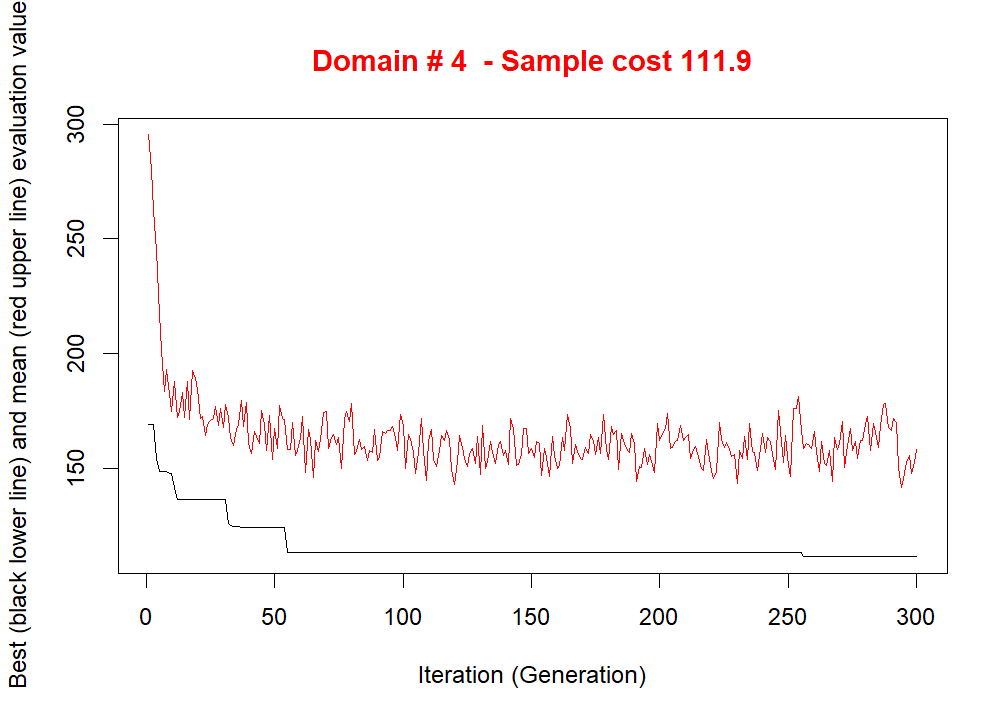 Domain # 4  - Sample cost 111.9
Best (black lower line) and mean (red upper line) evaluation value
300
250
200
150
0 50 100 150 200 250 300
Iteration (Generation)